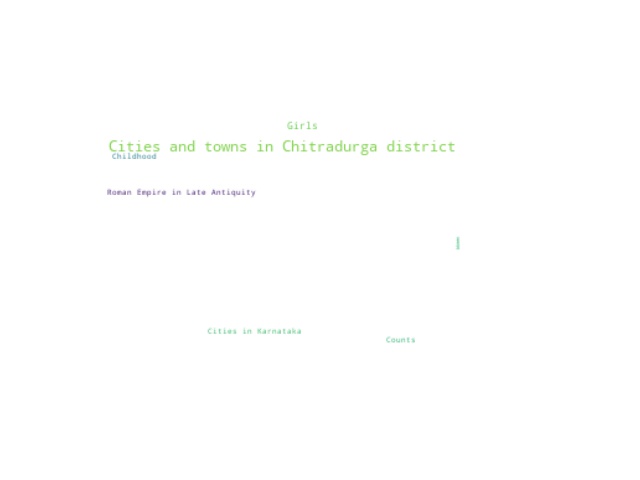 Girls
Cities and towns in Chitradurga district
Childhood
Roman Empire in Late Antiquity
Cities in Karnataka
Counts